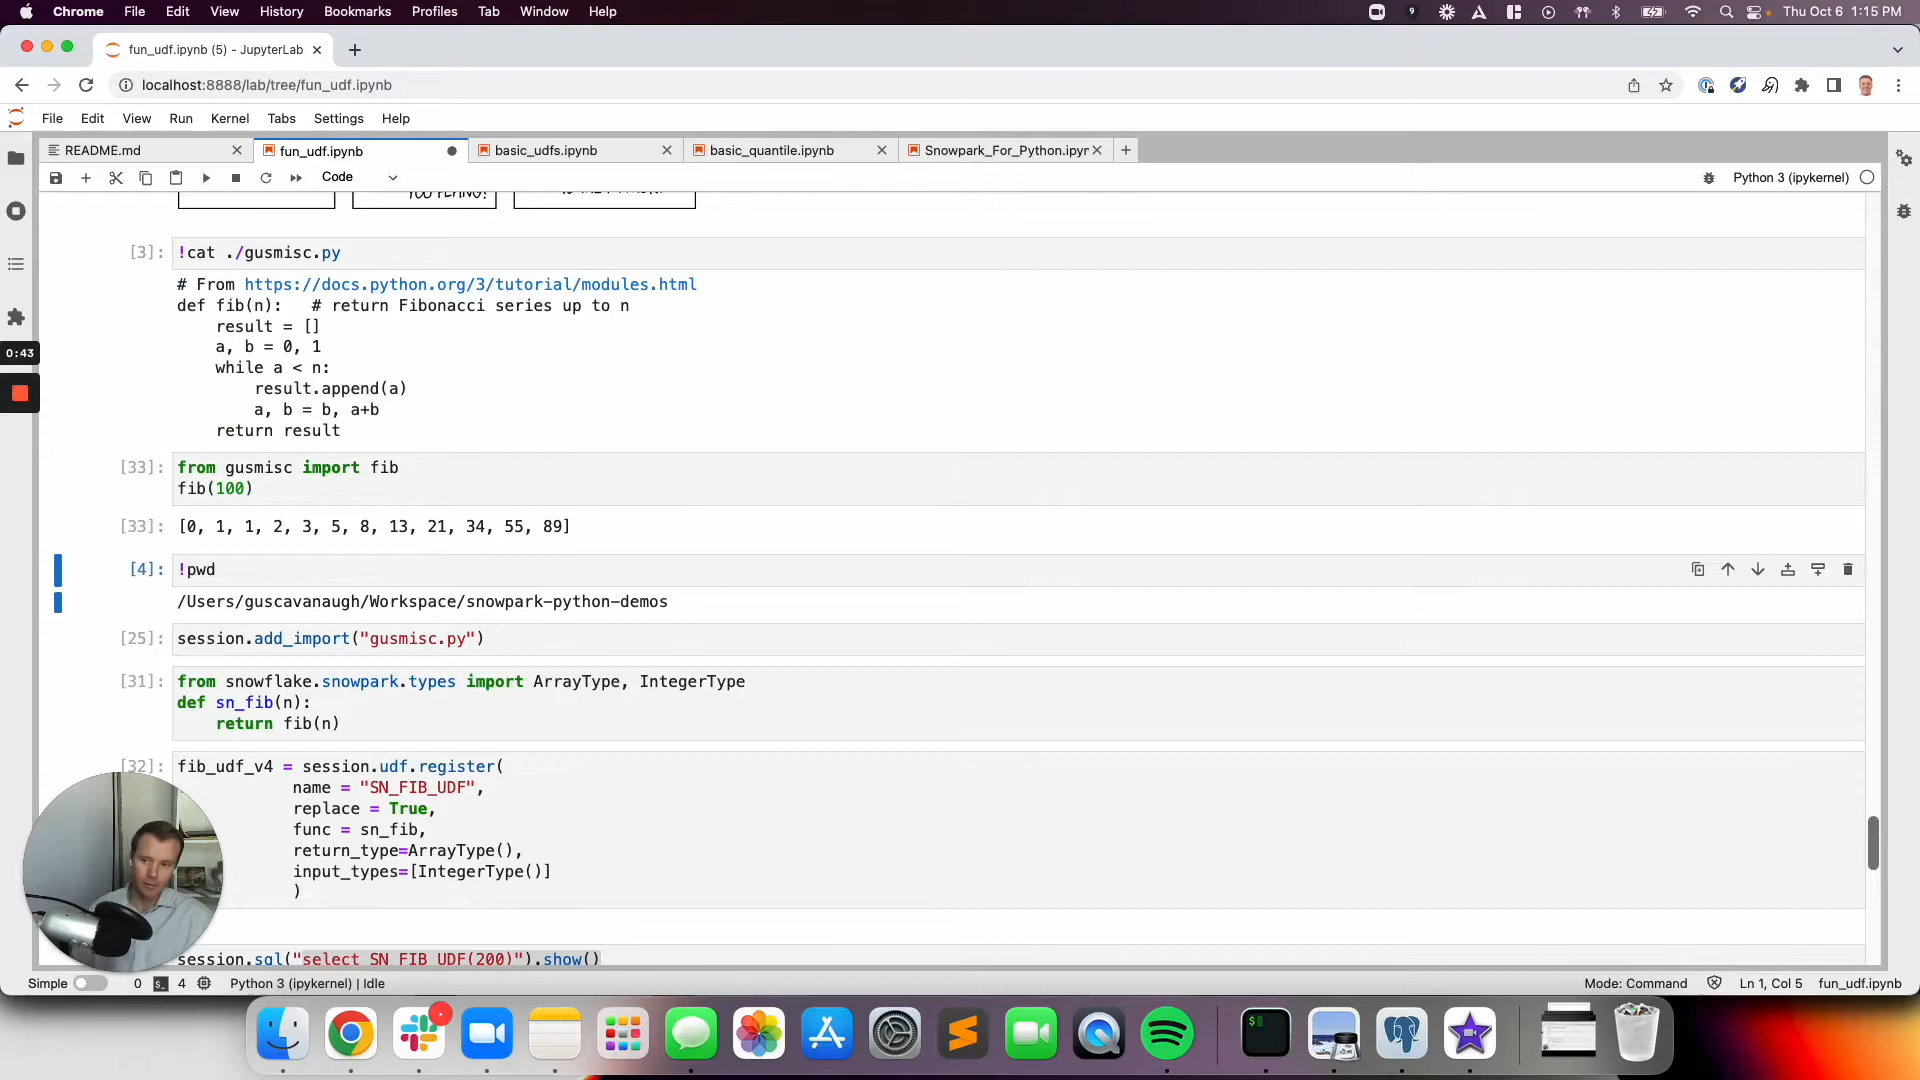 Chrome File Edit View History Bookmarks Profiles Tab Window Help
9 Thu Oct 6 1:15 PM
fun_udf.ipynb (5) - JupyterLab
localhost:8888/lab/tree/fun_udf.ipynb
File Edit View Run Kernel Tabs Settings Help
README.md fun_udf.ipynb basic_udfs.ipynb basic_quantile.ipynb Snowpark_For_Python.ipyn
Code Python 3 (ipykernel)
[3]: !cat ./gusmisc.py
# From https://docs.python.org/3/tutorial/modules.html
def fib(n): # return Fibonacci series up to n
result = []
a, b = 0, 1
0:43
while a < n:
result.append(a)
a, b = b, a+b
return result
[33]: from gusmisc import fib
fib(100)
[33]: [0, 1, 1, 2, 3, 5, 8, 13, 21, 34, 55, 89]
[4]: !pwd
/Users/guscavanaugh/Workspace/snowpark-python-demos
[25]: session.add_import("gusmisc.py")
[31]: from snowflake.snowpark.types import ArrayType, IntegerType
def sn_fib(n):
return fib(n)
[32]: fib_udf_v4 = session.udf.register(
name = "SN_FIB_UDF",
replace = True,
func = sn_fib,
return_type=ArrayType(),
input_types=[IntegerType()]
)
session.sql("select SN_FIB_UDF(200)").show()
Simple 0 4 Python 3 (ipykernel) | Idle Mode: Command Ln 1, Col 5 fun_udf.ipynb